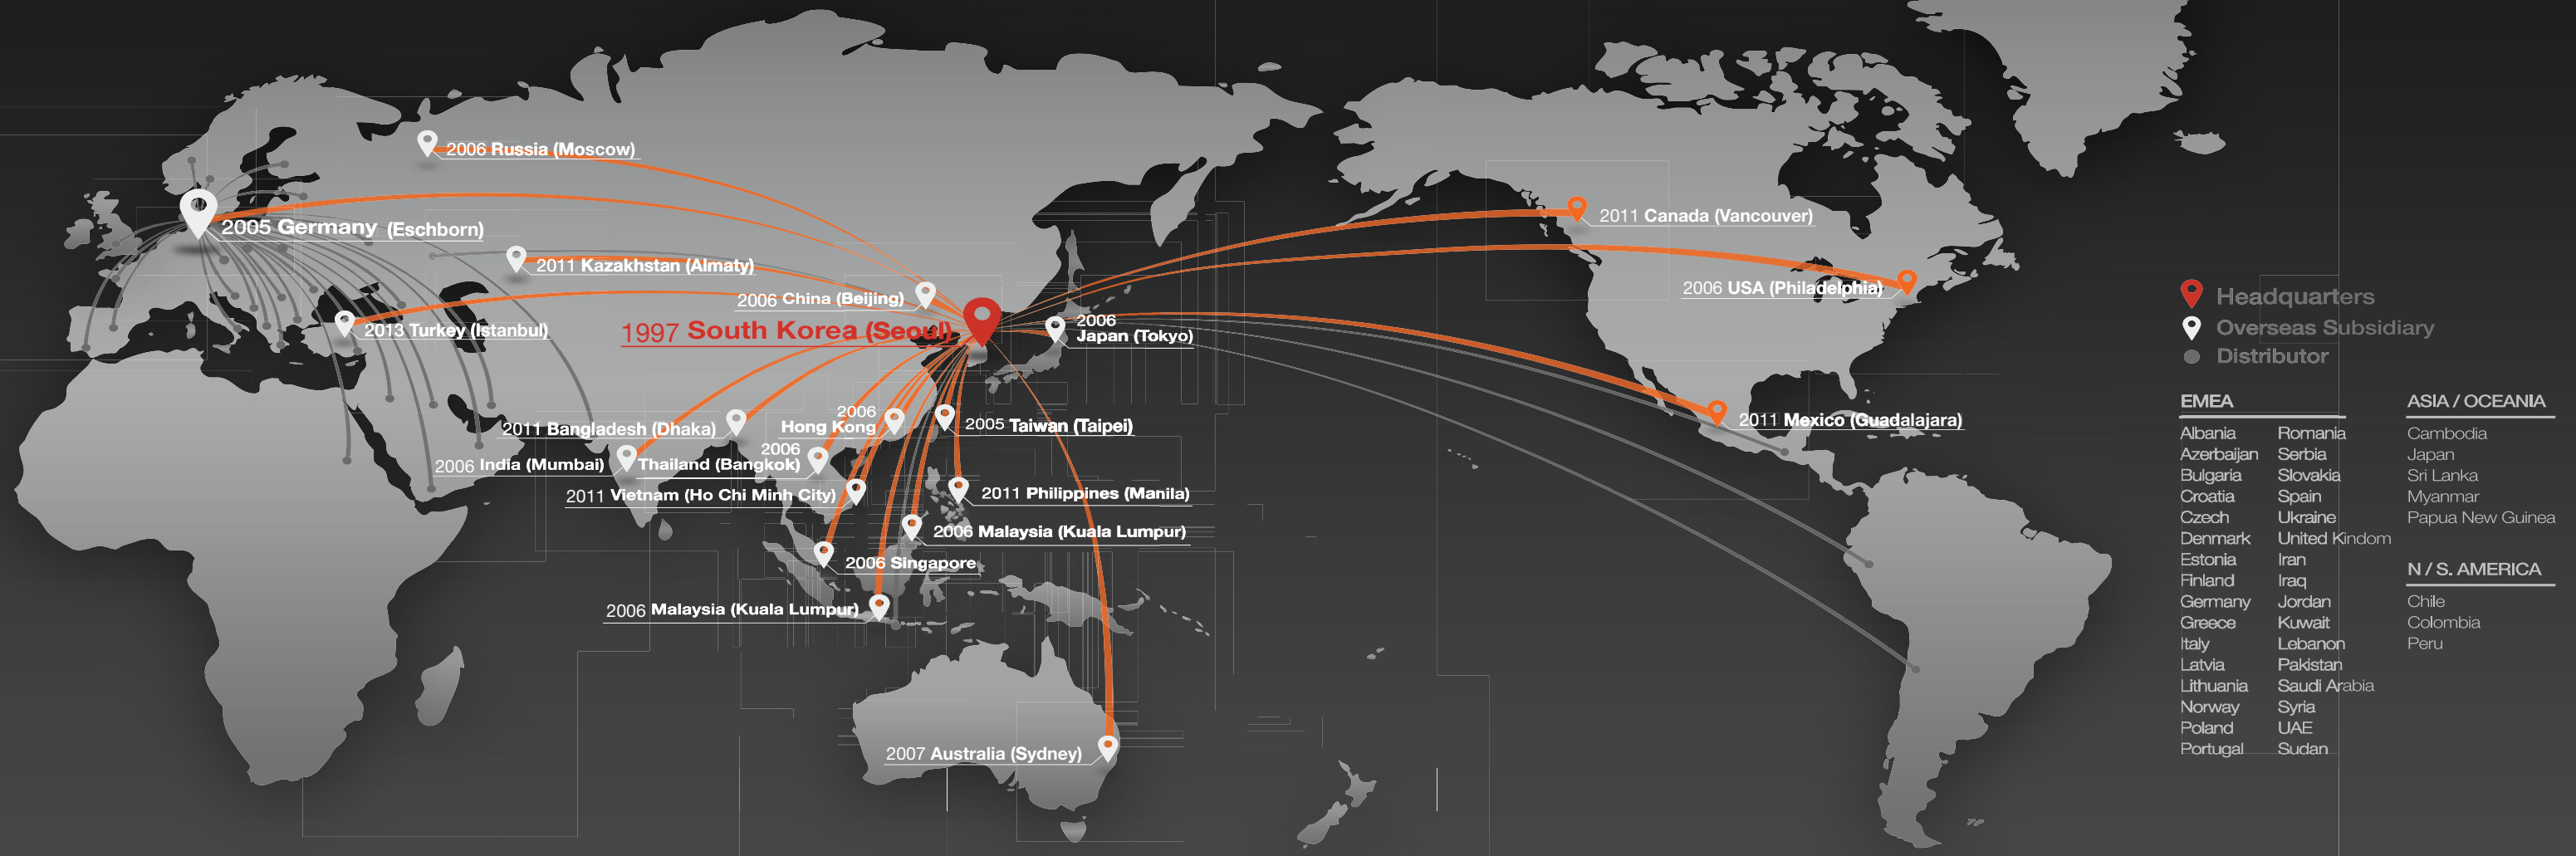 2006 Russia (Moscow)
2005 Germany (Eschborn)
2011 Kazakhstan (Almaty)
2006 China (Beijing)
2013 Turkey (Istanbul)
1997 South Korea (Seoul)
2006
Japan (Tokyo)
2011 Bangladesh (Dhaka)
2006
Hong Kong
2005 Taiwan (Taipei)
2006 India (Mumbai)
2006
Thailand (Bangkok)
2011 Vietnam (Ho Chi Minh City)
2011 Philippines (Manila)
2006 Malaysia (Kuala Lumpur)
2006 Singapore
2006 Malaysia (Kuala Lumpur)
2007 Australia (Sydney)
2011 Canada (Vancouver)
2006 USA (Philadelphia)
2011 Mexico (Guadalajara)
Headquarters
Overseas Subsidiary
Distributor
EMEA
Albania
Azerbaijan
Bulgaria
Croatia
Czech
Denmark
Estonia
Finland
Germany
Greece
Italy
Latvia
Lithuania
Norway
Poland
Portugal
Romania
Serbia
Slovakia
Spain
Ukraine
United Kindom
Iran
Iraq
Jordan
Kuwait
Lebanon
Pakistan
Saudi Arabia
Syria
UAE
Sudan
ASIA / OCEANIA
Cambodia
Japan
Sri Lanka
Myanmar
Papua New Guinea
N / S. AMERICA
Chile
Colombia
Peru